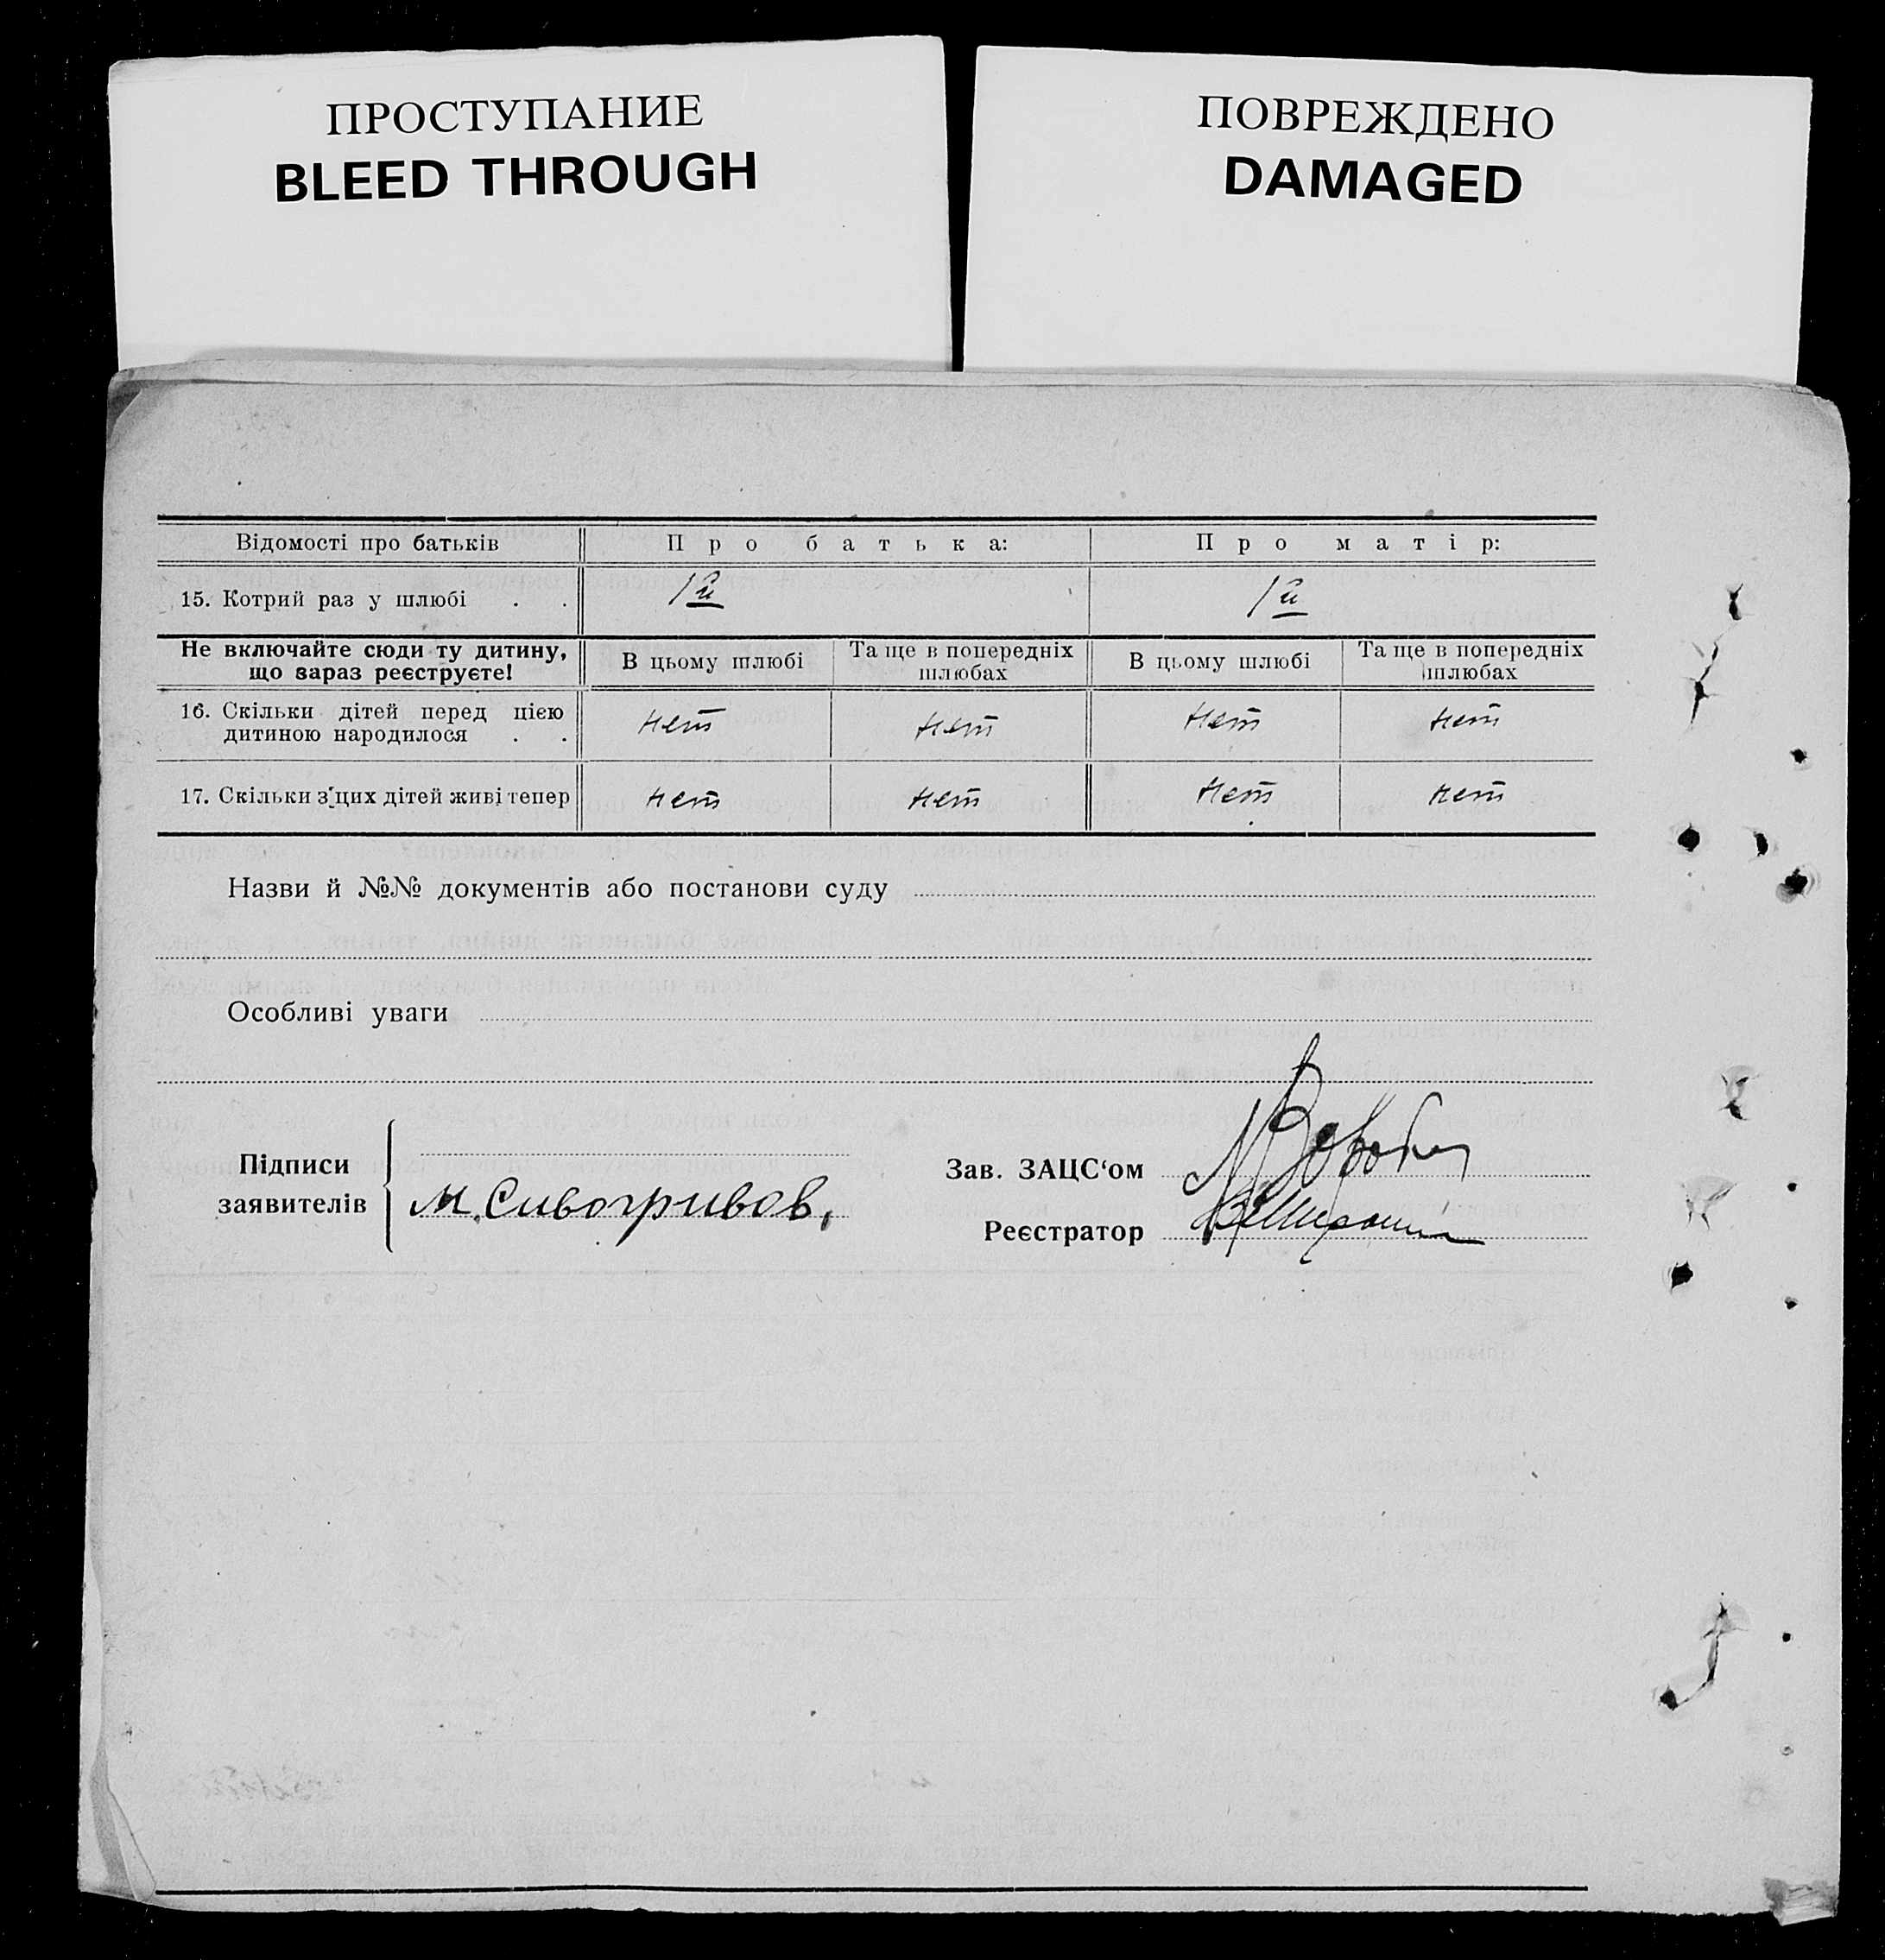 ПРОСТУПАНИЕ
BLEED THROUGH
ПОВРЕЖДЕНО
DAMAGED
Відомості про батьків Про батька: Про матір:
15. Котрий раз у шлюбі . . 1й 1й
Не включайте сюди ту дитину, що зараз реєструєте! В цьому шлюбі Та ще в попередніх шлюбах В цьому шлюбі Та ще в попередніх шлюбах
16. Скільки дітей перед цією дитиною народилося . . нет нет нет нет
17. Скільки з цих дітей живі тепер нет нет нет нет
Назви й №№ документів або постанови суду
Особливі уваги
Підписи заявителів
М. Сивогривов,
Зав. ЗАЦС‘ом
Реєстратор